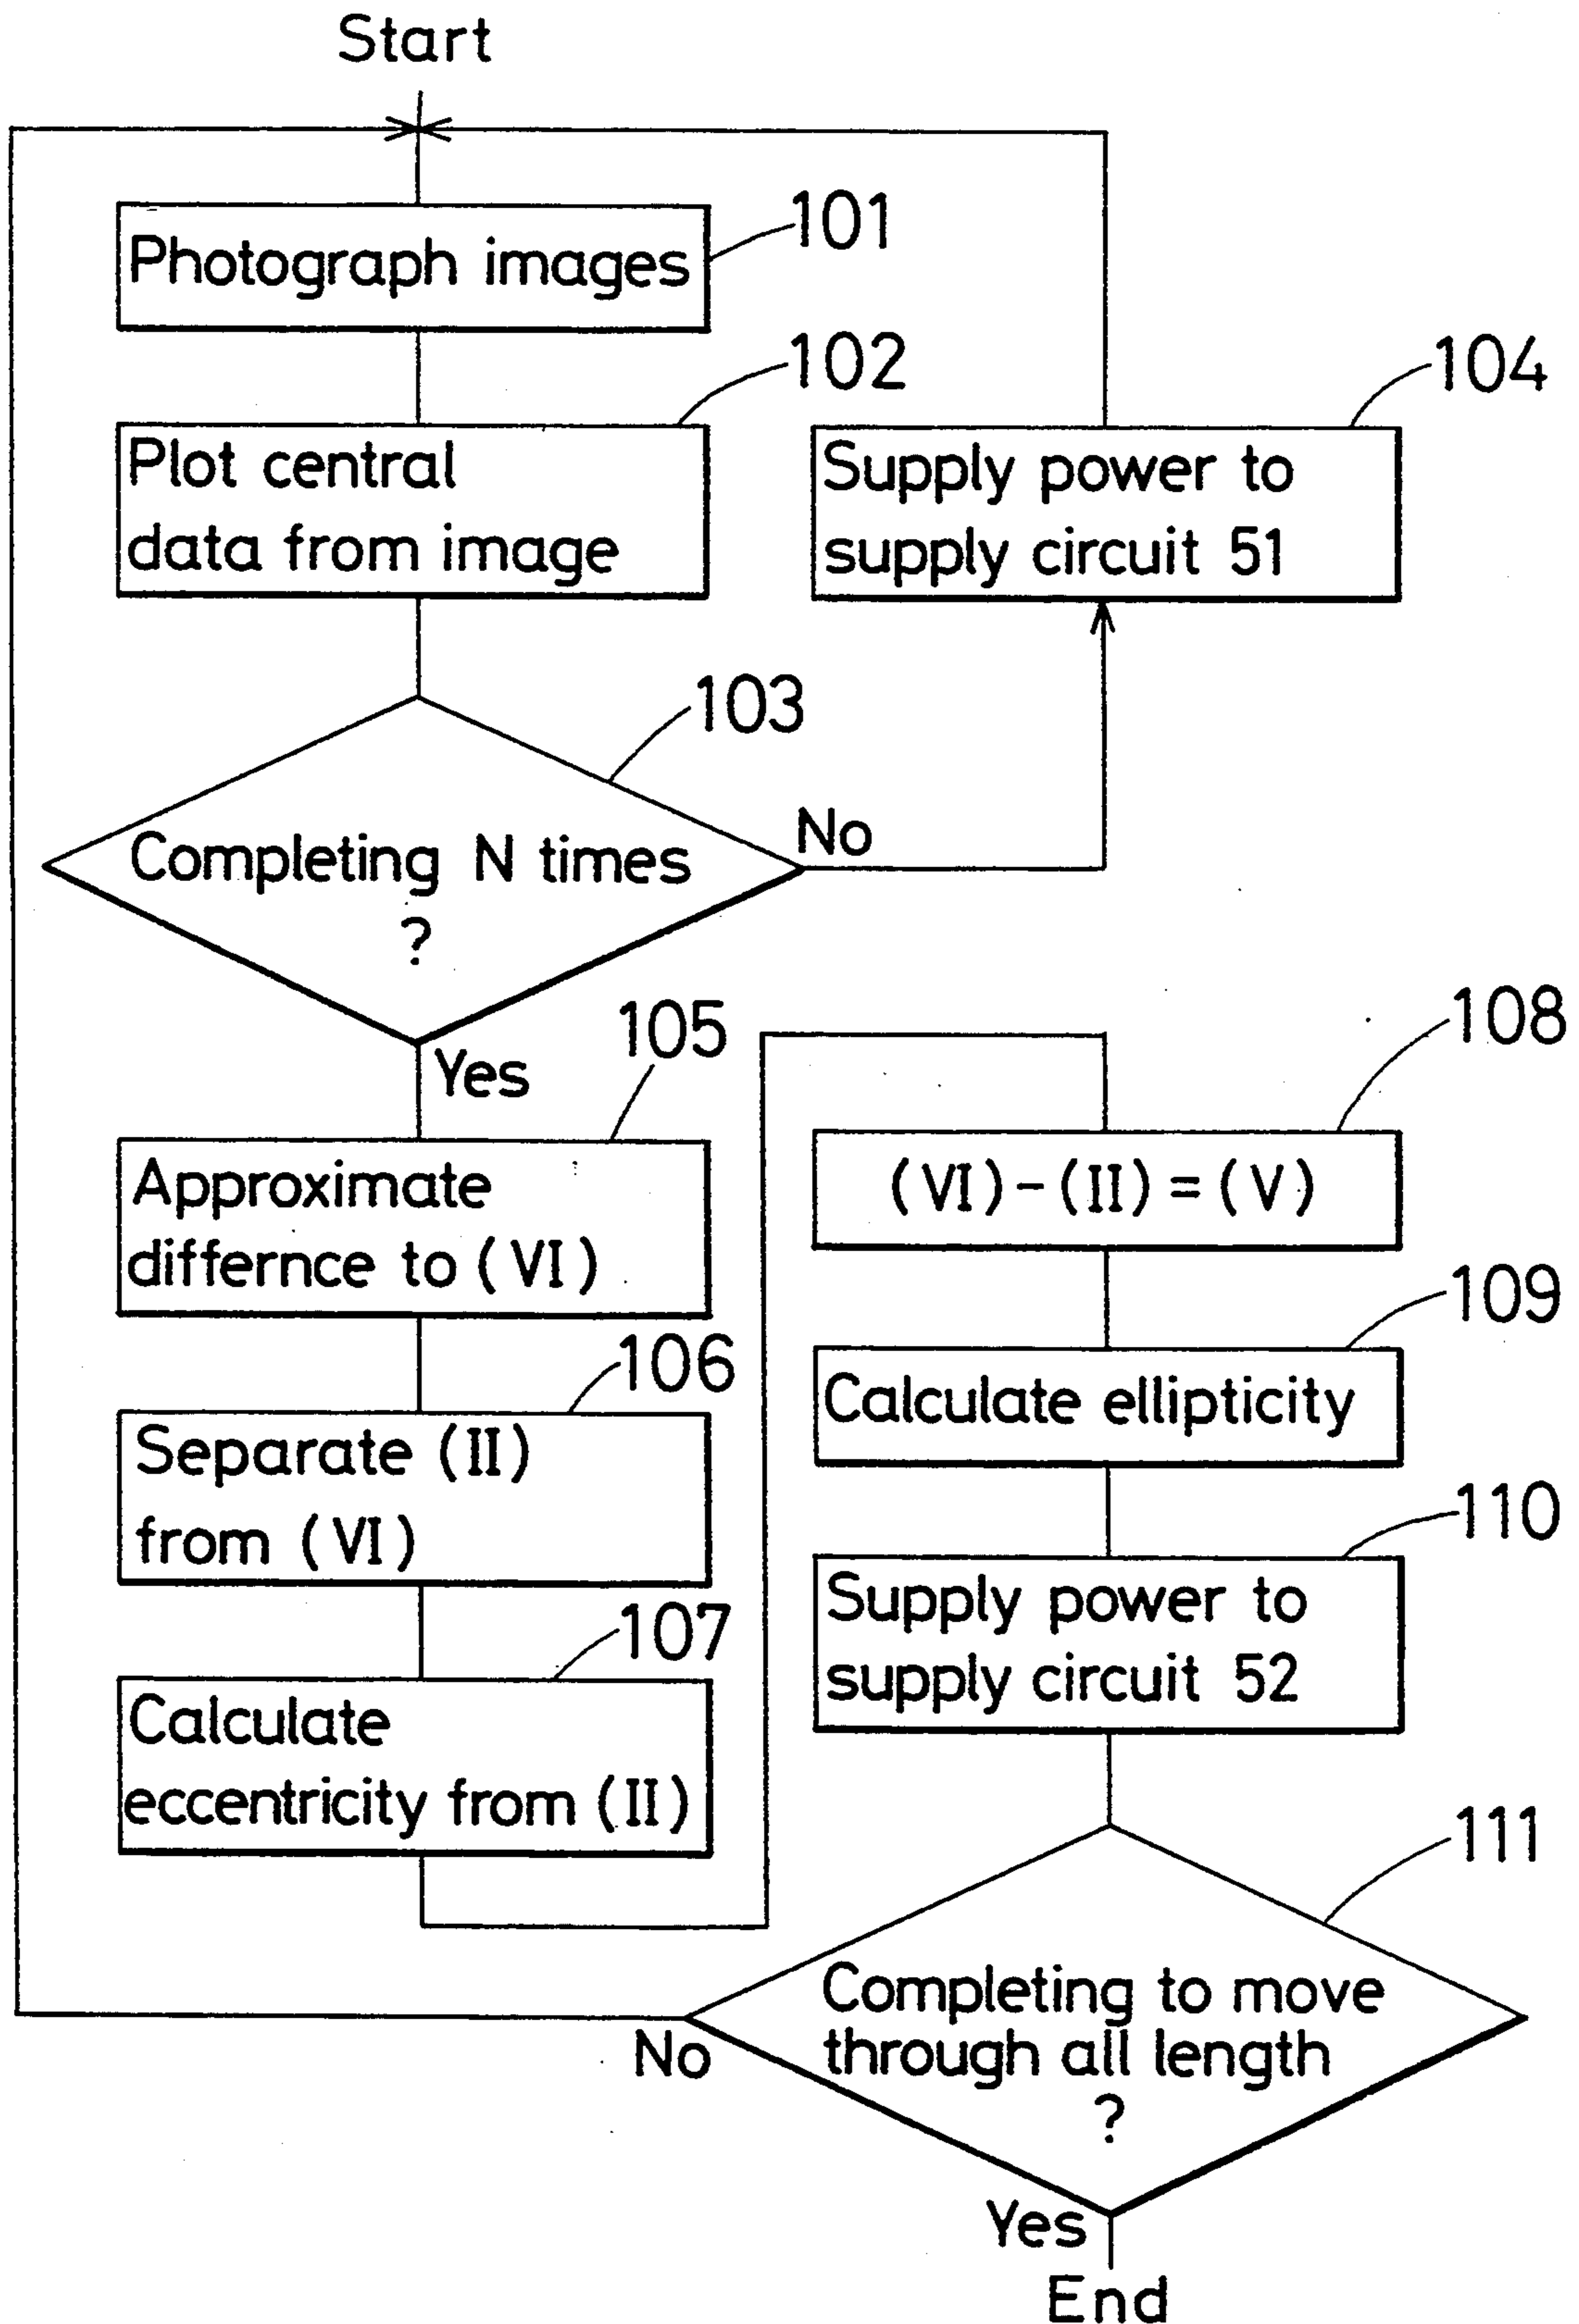 Start
Photograph images
101
Plot central
data from image
102
Completing N times
?
103
No
Supply power to
supply circuit 51
104
Yes
Approximate
differnce to (VI)
105
Separate (II)
from (VI)
106
Calculate
eccentricity from (II)
107
(VI)-(II)=(V)
108
Calculate ellipticity
109
Supply power to
supply circuit 52
110
Completing to move
through all length
?
111
No
Yes
End